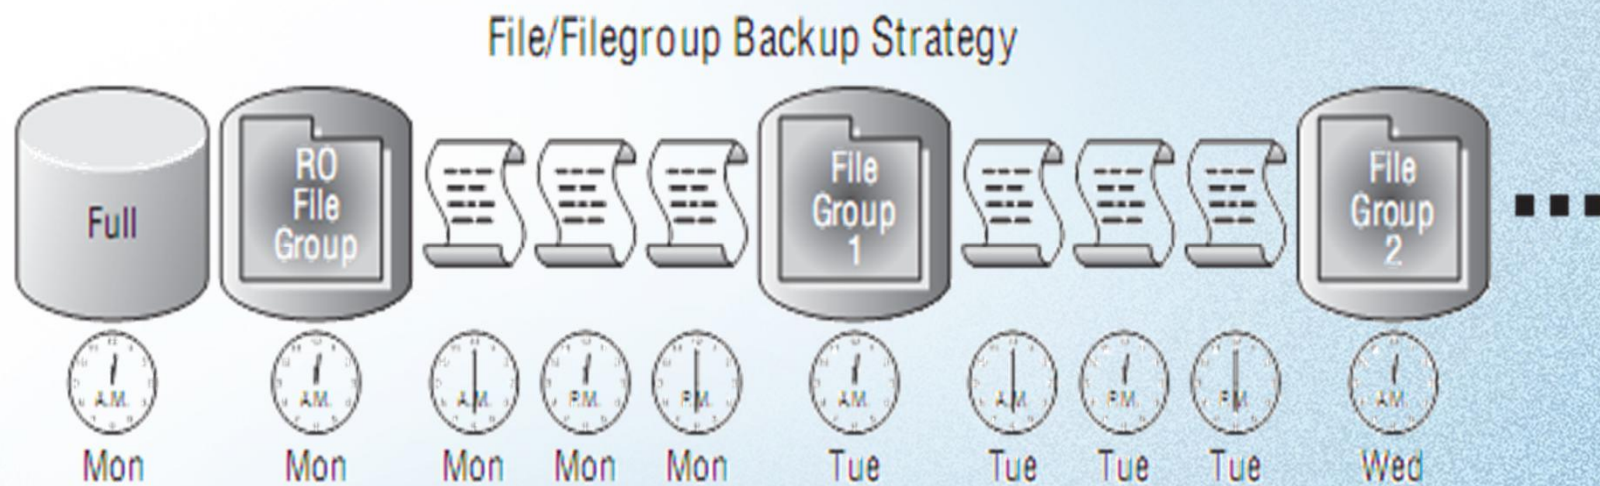 File/Filegroup Backup Strategy
Full
RO
File
Group
File
Group
1
File
Group
2
A.M.
A.M.
A.M.
P.M.
P.M.
A.M.
A.M.
P.M.
P.M.
A.M.
Mon
Mon
Mon
Mon
Mon
Tue
Tue
Tue
Tue
Wed